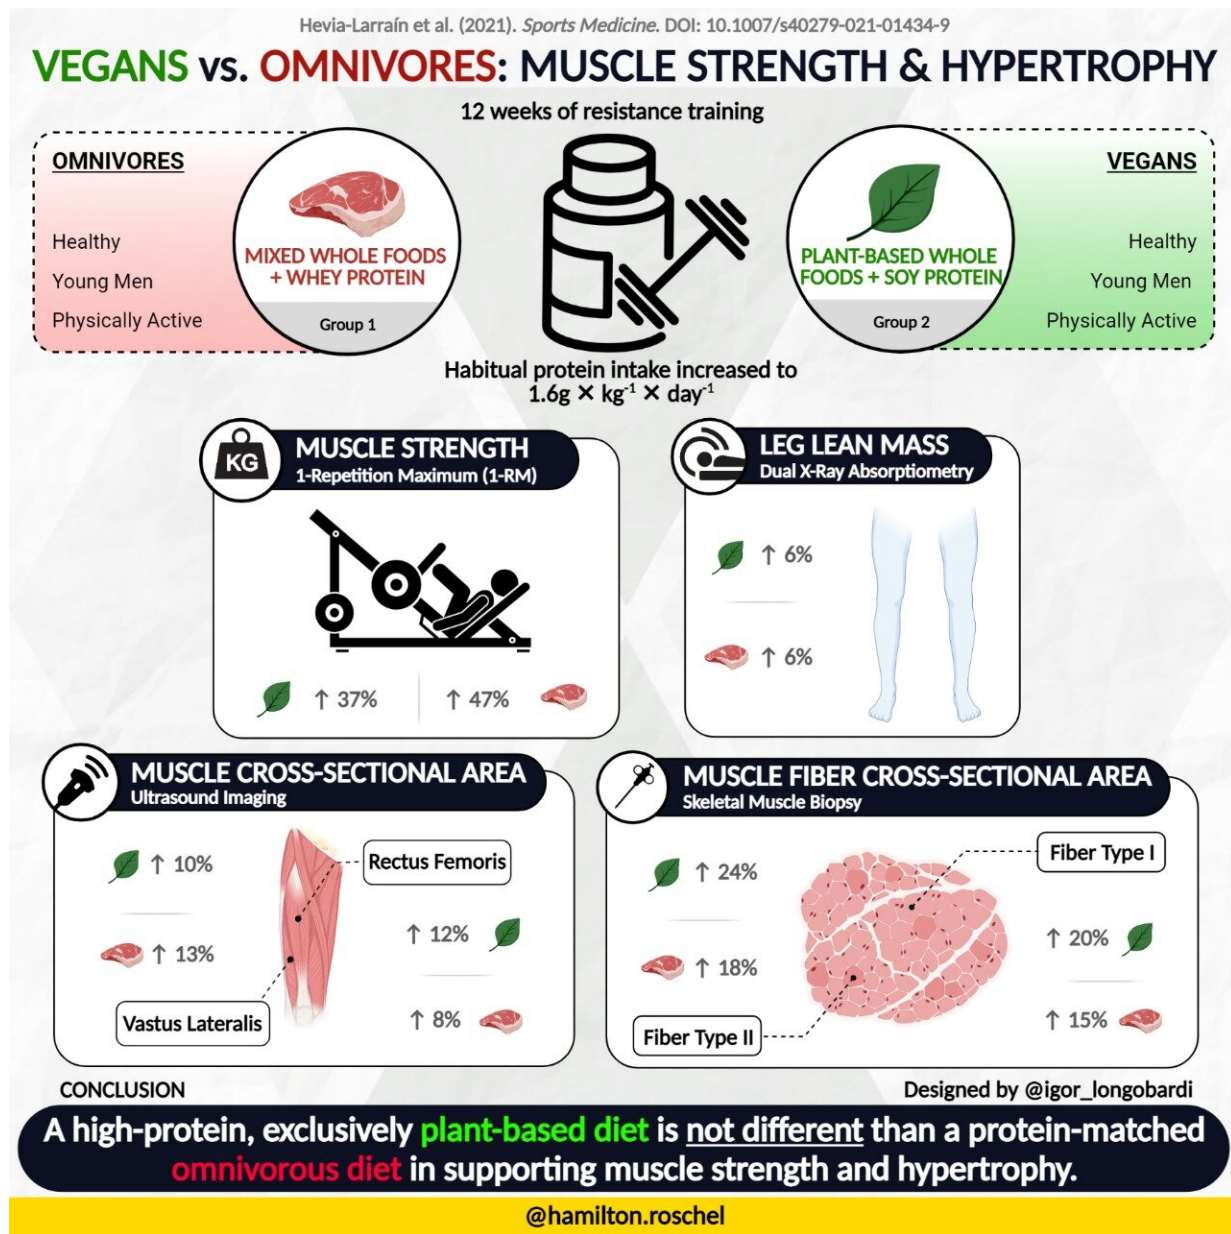 Hevia-Larraín et al. (2021). Sports Medicine. DOI: 10.1007/s40279-021-01434-9
VEGANS vs. OMNIVORES: MUSCLE STRENGTH & HYPERTROPHY
12 weeks of resistance training
OMNIVORES
Healthy
Young Men
Physically Active
MIXED WHOLE FOODS
+ WHEY PROTEIN
Group 1
PLANT-BASED WHOLE
FOODS + SOY PROTEIN
Group 2
VEGANS
Healthy
Young Men
Physically Active
Habitual protein intake increased to
1.6g × kg⁻¹ × day⁻¹
KG
MUSCLE STRENGTH
1-Repetition Maximum (1-RM)
↑ 37%
↑ 47%
LEG LEAN MASS
Dual X-Ray Absorptiometry
↑ 6%
↑ 6%
MUSCLE CROSS-SECTIONAL AREA
Ultrasound Imaging
↑ 10%
↑ 13%
Vastus Lateralis
Rectus Femoris
↑ 12%
↑ 8%
MUSCLE FIBER CROSS-SECTIONAL AREA
Skeletal Muscle Biopsy
↑ 24%
↑ 18%
Fiber Type II
Fiber Type I
↑ 20%
↑ 15%
CONCLUSION
Designed by @igor_longobardi
A high-protein, exclusively plant-based diet is not different than a protein-matched
omnivorous diet in supporting muscle strength and hypertrophy.
@hamilton.roschel